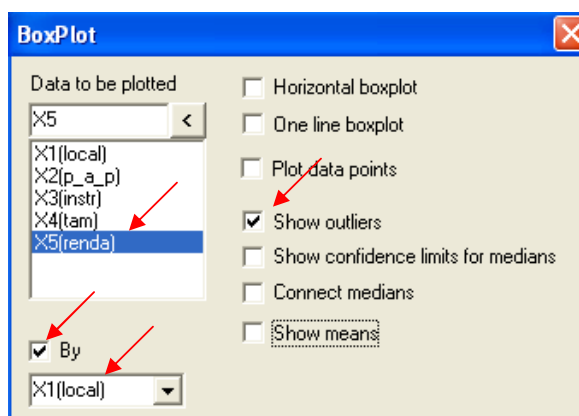 BoxPlot
Data to be plotted
X5
<
X1(local)
X2(p_a_p)
X3(instr)
X4(tam)
X5(renda)
By
X1(local)
Horizontal boxplot
One line boxplot
Plot data points
Show outliers
Show confidence limits for medians
Connect medians
Show means